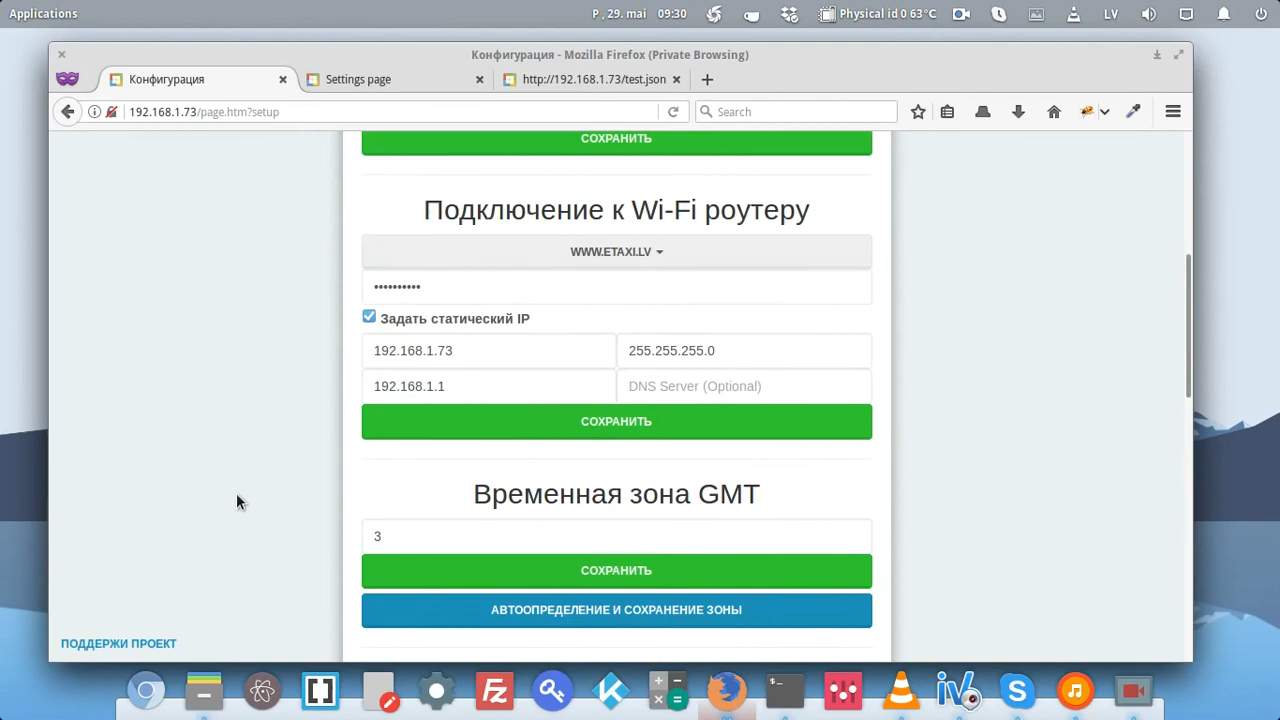 Applications
P , 29. mai 09:30
Physical id 0 63°C
LV
Конфигурация - Mozilla Firefox (Private Browsing)
Конфигурация
Settings page
http://192.168.1.73/test.json
192.168.1.73/page.htm?setup
Search
СОХРАНИТЬ
Подключение к Wi-Fi роутеру
WWW.ETAXI.LV
••••••••••
Задать статический IP
192.168.1.73 255.255.255.0
192.168.1.1 DNS Server (Optional)
СОХРАНИТЬ
Временная зона GMT
3
СОХРАНИТЬ
АВТООПРЕДЕЛЕНИЕ И СОХРАНЕНИЕ ЗОНЫ
ПОДДЕРЖИ ПРОЕКТ